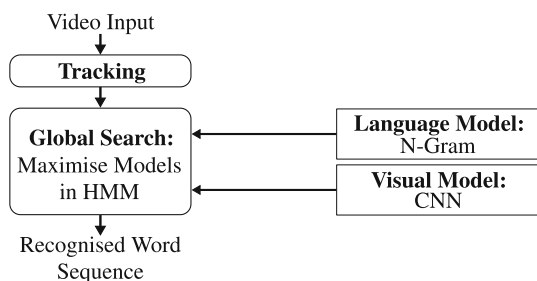 Video Input
Tracking
Global Search:
Maximise Models
in HMM
Language Model:
N-Gram
Visual Model:
CNN
Recognised Word
Sequence